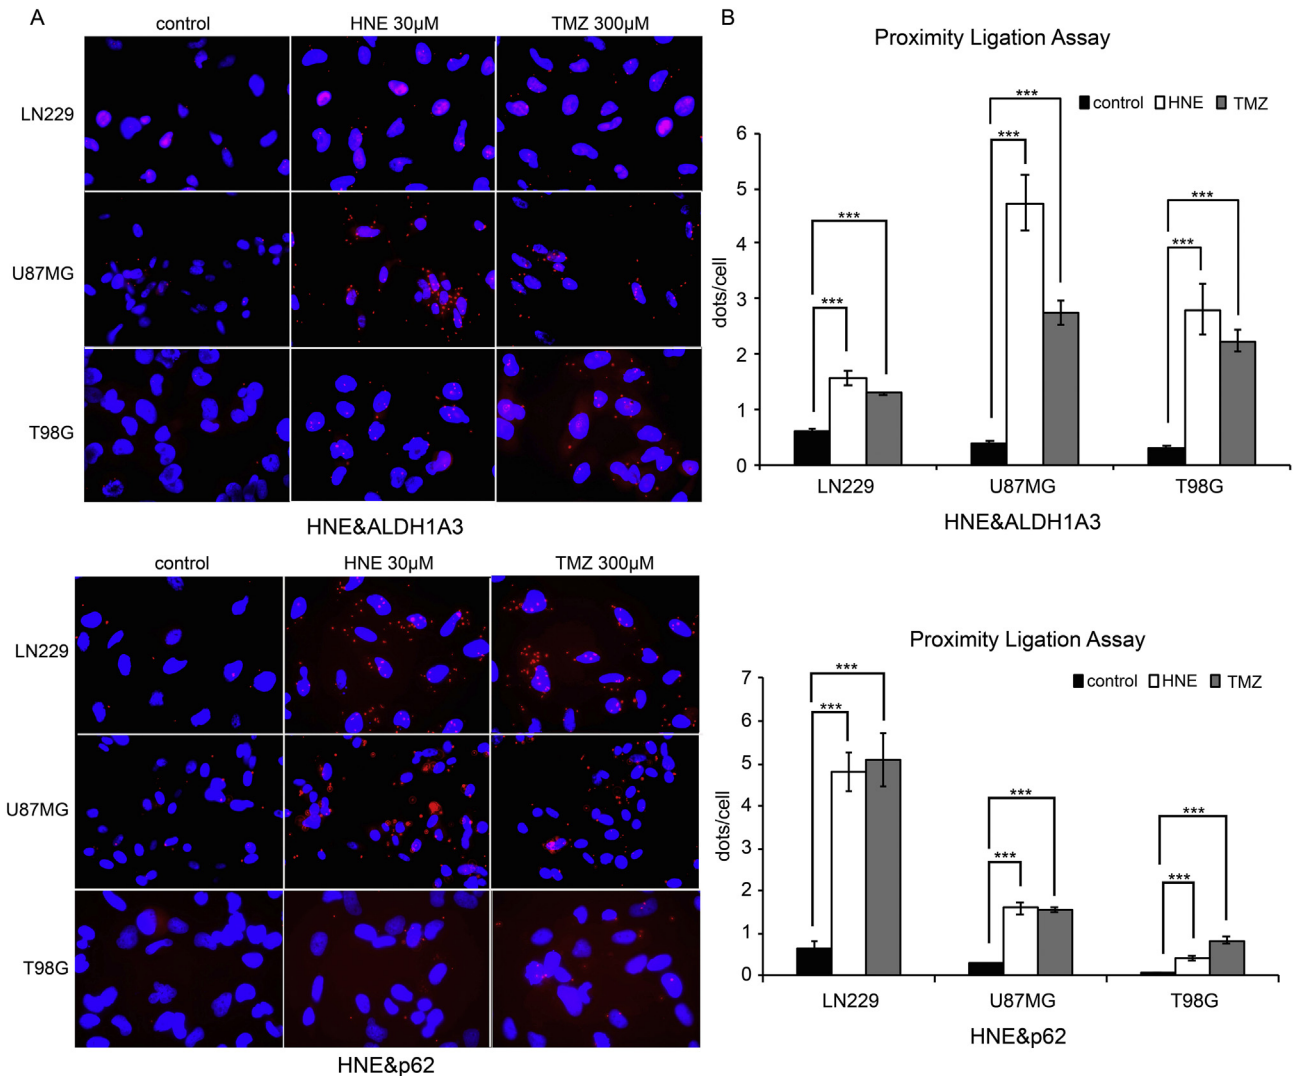 A
control HNE 30µM TMZ 300µM
LN229
U87MG
T98G
HNE&ALDH1A3
control HNE 30µM TMZ 300µM
LN229
U87MG
T98G
HNE&p62
B
Proximity Ligation Assay
control HNE TMZ
***
***
***
***
***
***
6
5
4
3
2
1
0
dots/cell
LN229 U87MG T98G
HNE&ALDH1A3
Proximity Ligation Assay
control HNE TMZ
***
***
***
***
***
***
7
6
5
4
3
2
1
0
dots/cell
LN229 U87MG T98G
HNE&p62